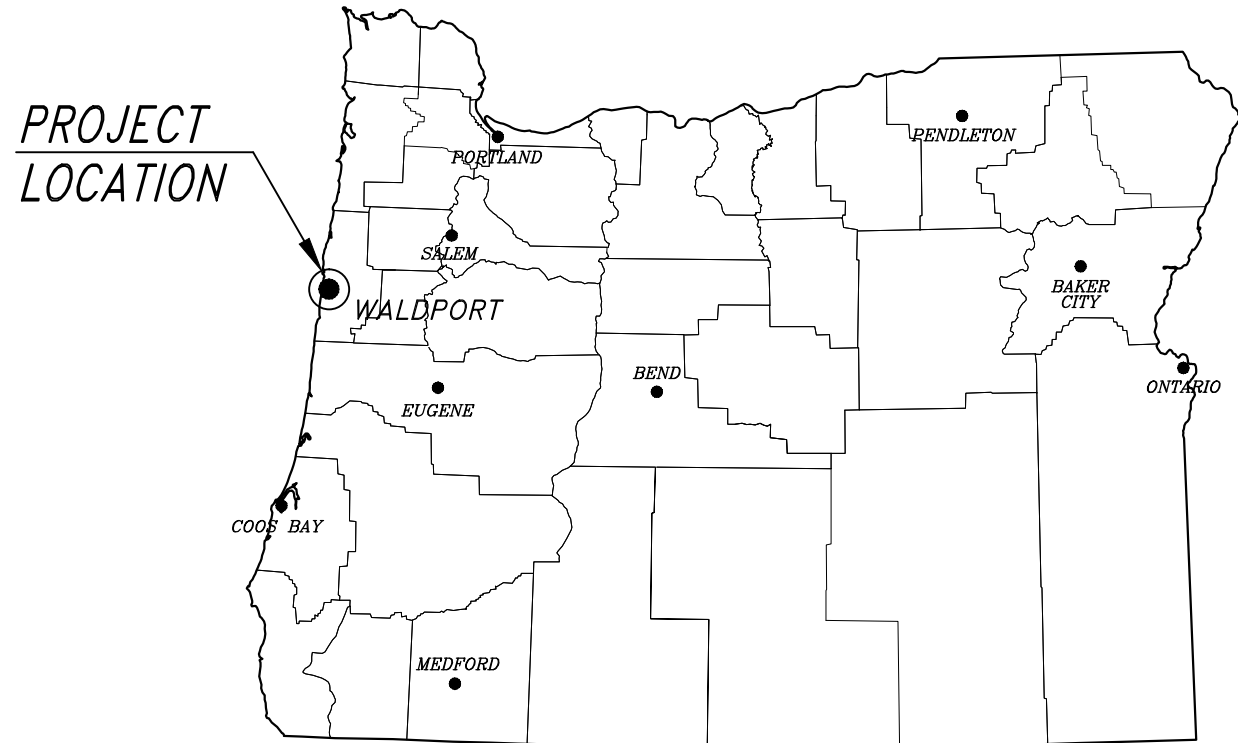 PROJECT
LOCATION
PORTLAND
PENDLETON
SALEM
WALDPORT
BAKER
CITY
BEND
ONTARIO
EUGENE
COOS BAY
MEDFORD